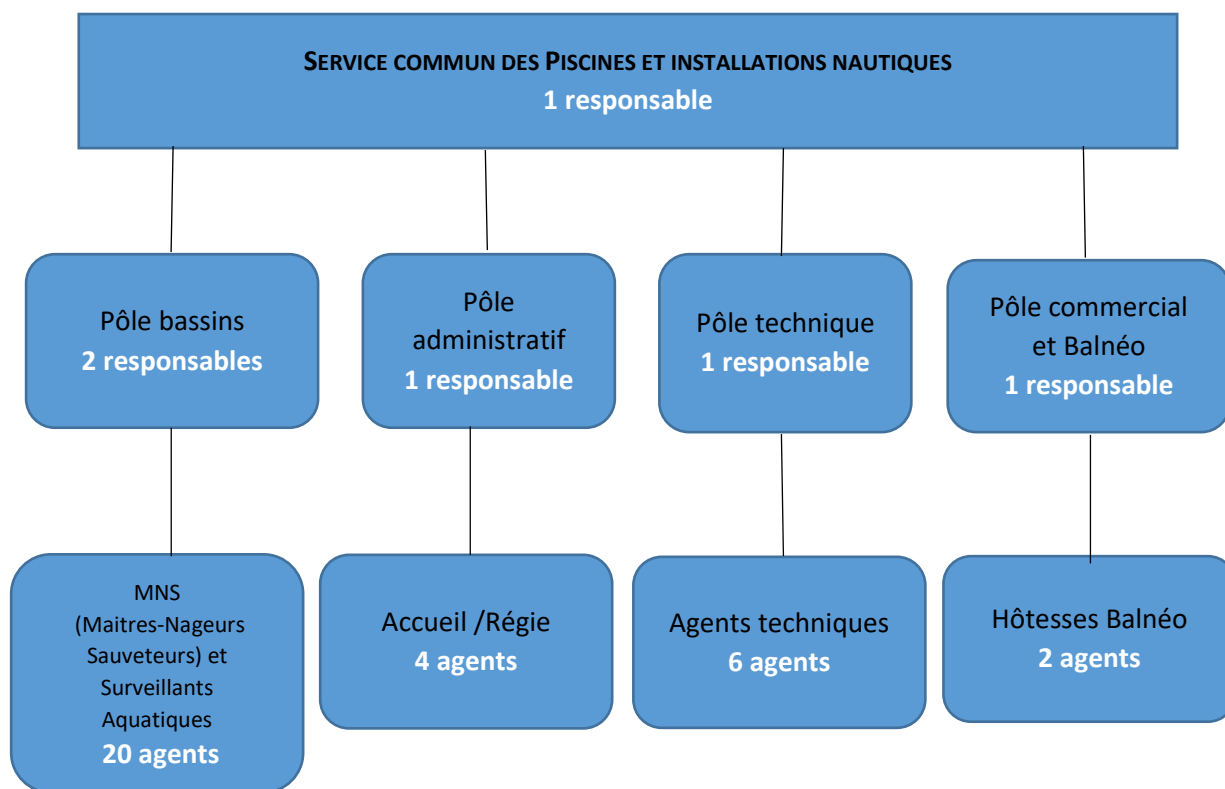 SERVICE COMMUN DES PISCINES ET INSTALLATIONS NAUTIQUES
1 responsable
Pôle bassins
2 responsables
Pôle
administratif
1 responsable
Pôle technique
1 responsable
Pôle commercial
et Balnéo
1 responsable
MNS
(Maitres-Nageurs
Sauveteurs) et
Surveillants
Aquatiques
20 agents
Accueil /Régie
4 agents
Agents techniques
6 agents
Hôtesses Balnéo
2 agents